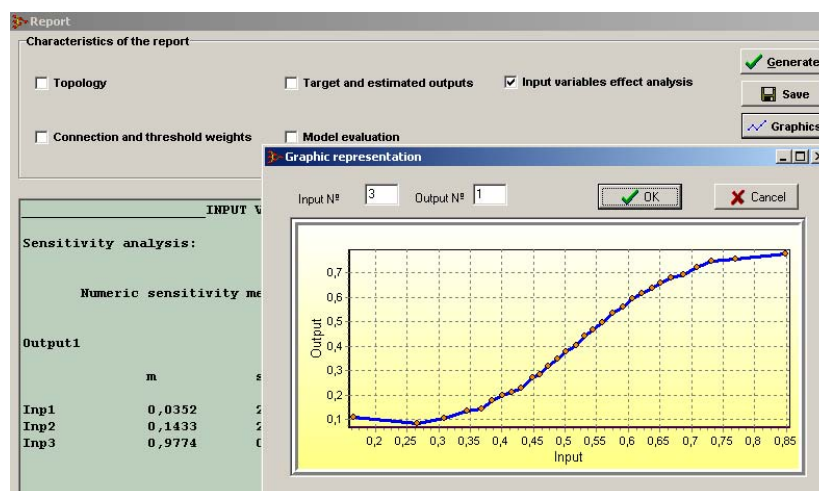 Report
Characteristics of the report
Topology
Target and estimated outputs
Input variables effect analysis
Connection and threshold weights
Model evaluation
Generate
Save
Graphics
Graphic representation
Input Nº 3 Output Nº 1 OK Cancel
INPUT
Sensitivity analysis:
Numeric sensitivity
Output1
m
Inp1 0,0352
Inp2 0,1433
Inp3 0,9774
Output
0,7
0,6
0,5
0,4
0,3
0,2
0,1
0,2 0,25 0,3 0,35 0,4 0,45 0,5 0,55 0,6 0,65 0,7 0,75 0,8 0,85
Input